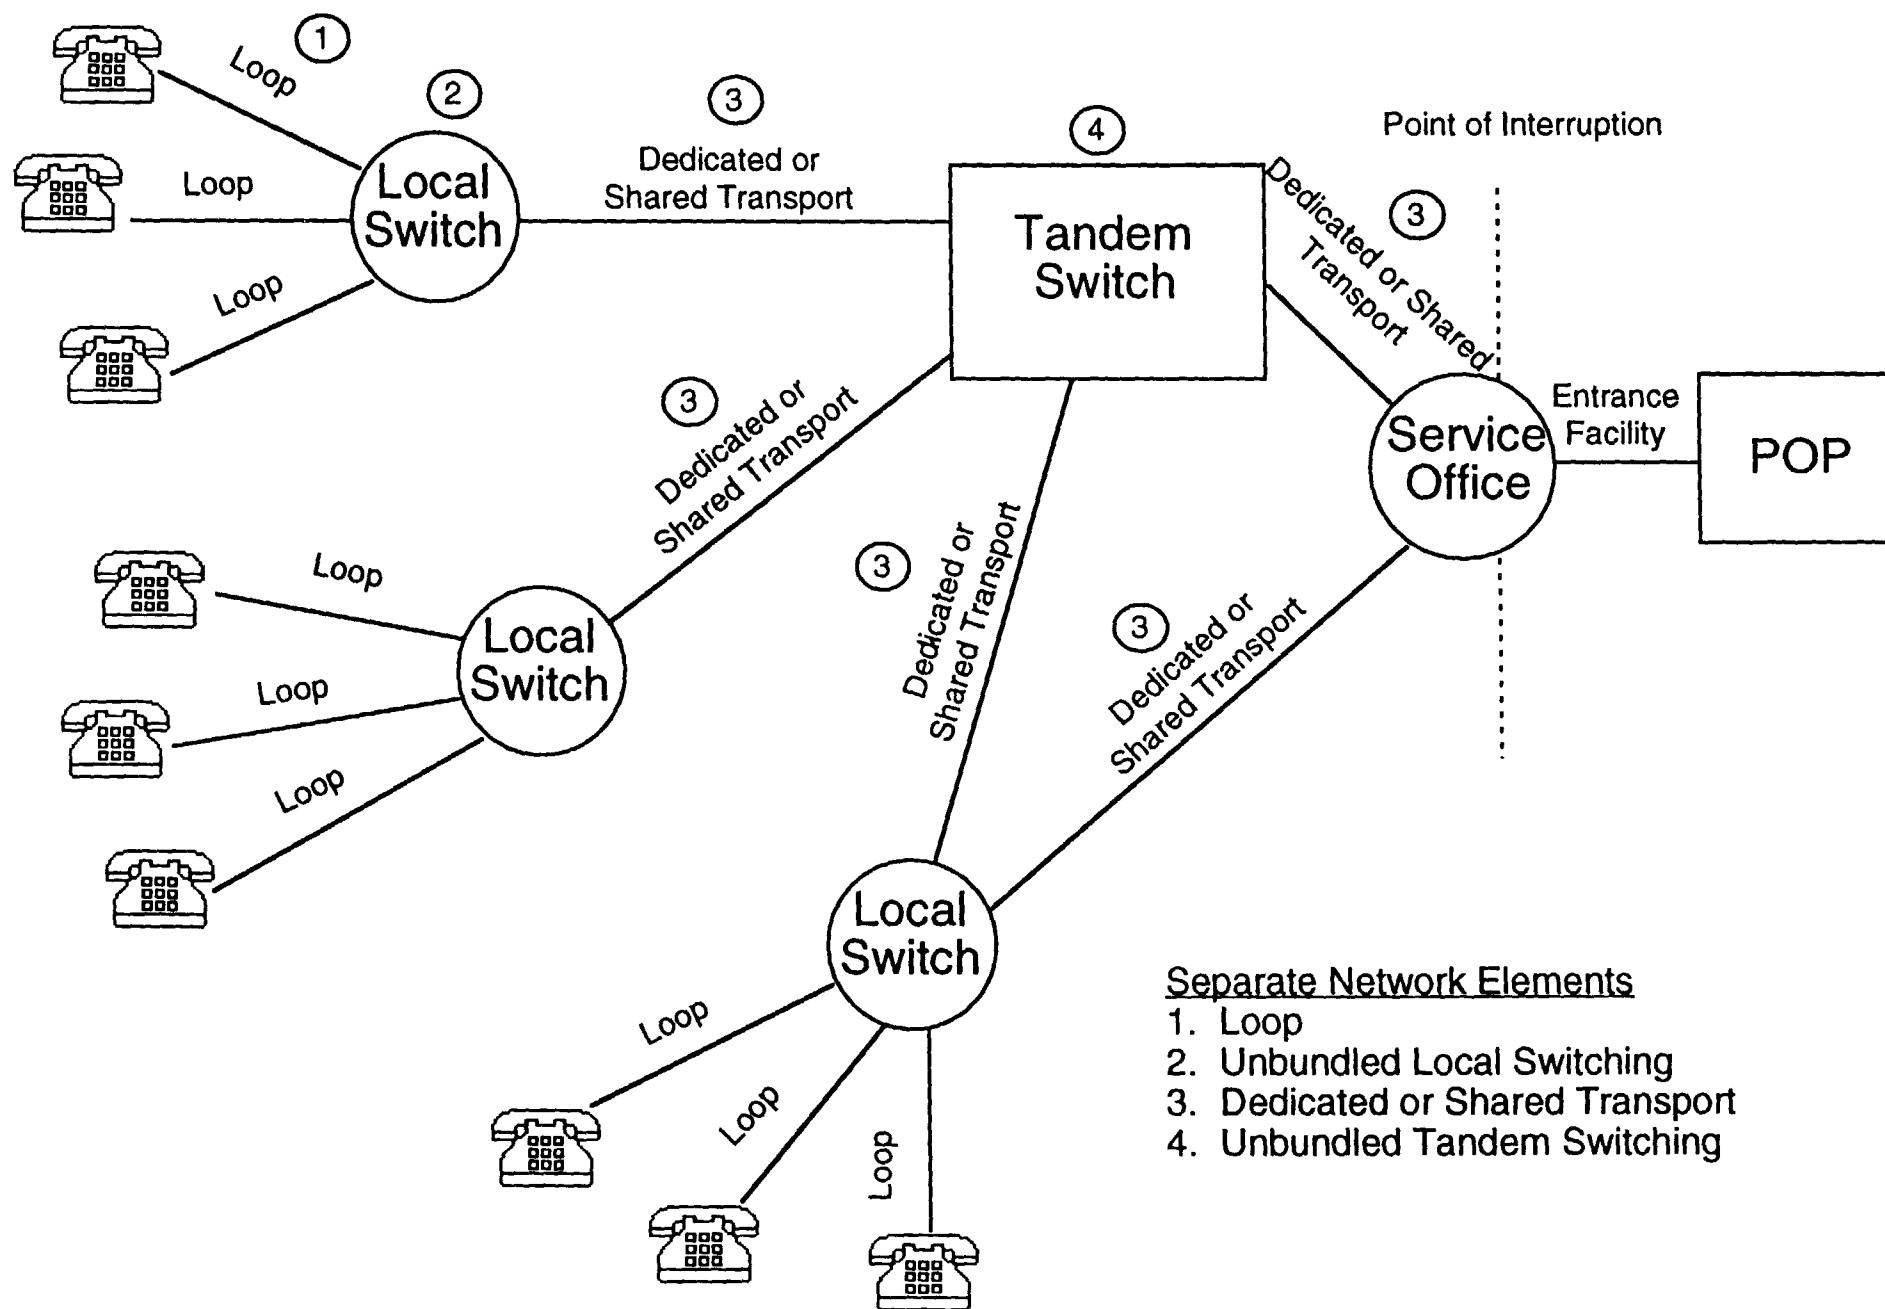 1
Loop
2
3
4
Point of Interruption
Dedicated or
Shared Transport
Loop
Local
Switch
Tandem
Switch
Dedicated or Shared
Transport
3
Loop
3
Dedicated or
Shared Transport
Entrance
Facility
Service
Office
POP
Loop
3
Dedicated or
Shared Transport
3
Dedicated or
Shared Transport
Local
Switch
Loop
Loop
Local
Switch
Loop
Loop
Loop
Separate Network Elements
1. Loop
2. Unbundled Local Switching
3. Dedicated or Shared Transport
4. Unbundled Tandem Switching